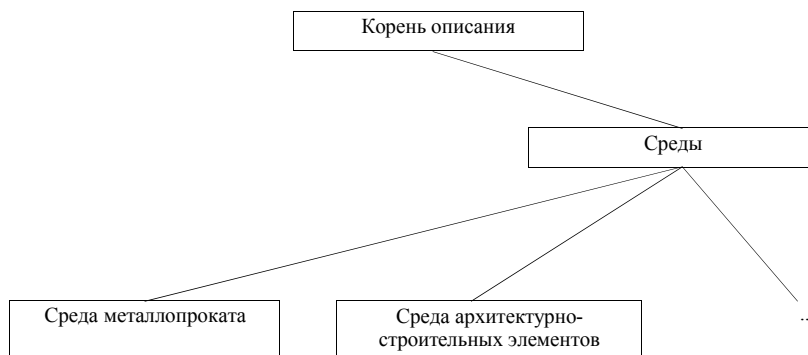 Корень описания
Среды
Среда металлопроката
Среда архитектурно-
строительных элементов
..